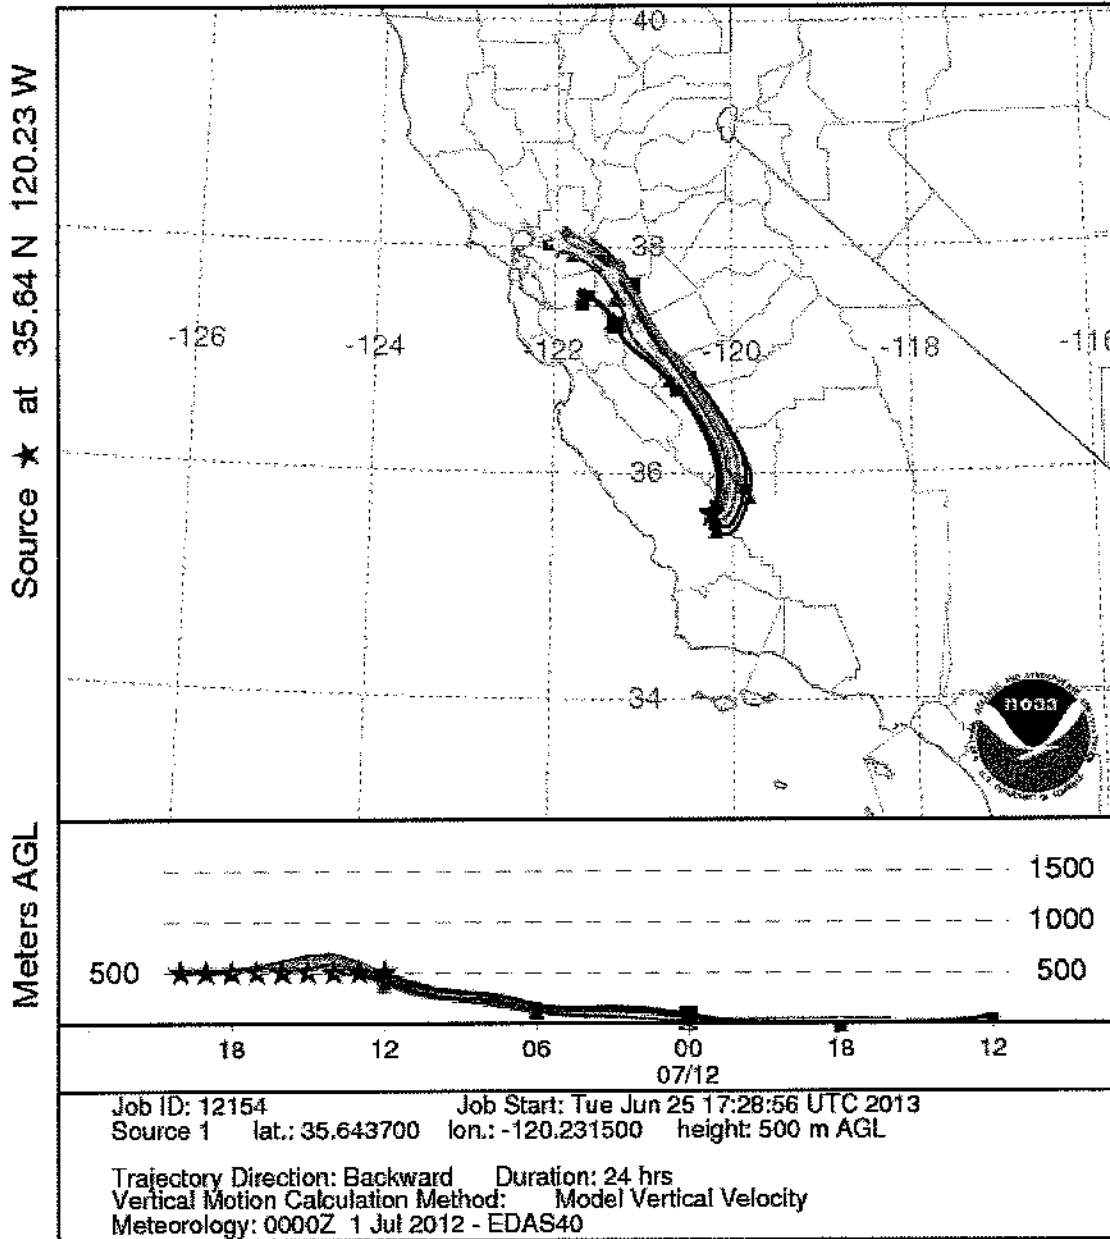 Source ★ at 35.64 N 120.23 W
40
38
-126
-124
-122
-120
-118
-116
36
34
noaa
Meters AGL
1500
1000
500
500
18
12
06
00
18
12
07/12
Job ID: 12154 Job Start: Tue Jun 25 17:28:56 UTC 2013
Source 1 lat.: 35.643700 lon.: -120.231500 height: 500 m AGL
Trajectory Direction: Backward Duration: 24 hrs
Vertical Motion Calculation Method: Model Vertical Velocity
Meteorology: 0000Z 1 Jul 2012 - EDAS40